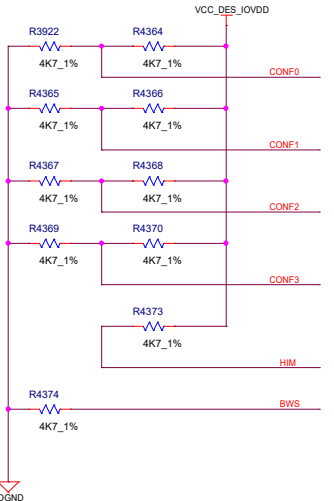 VCC_DES_IOVDD
R3922 R4364
4K7_1% 4K7_1%
CONF0
R4365 R4366
4K7_1% 4K7_1%
CONF1
R4367 R4368
4K7_1% 4K7_1%
CONF2
R4369 R4370
4K7_1% 4K7_1%
CONF3
R4373
4K7_1%
HIM
R4374
BWS
4K7_1%
DGND